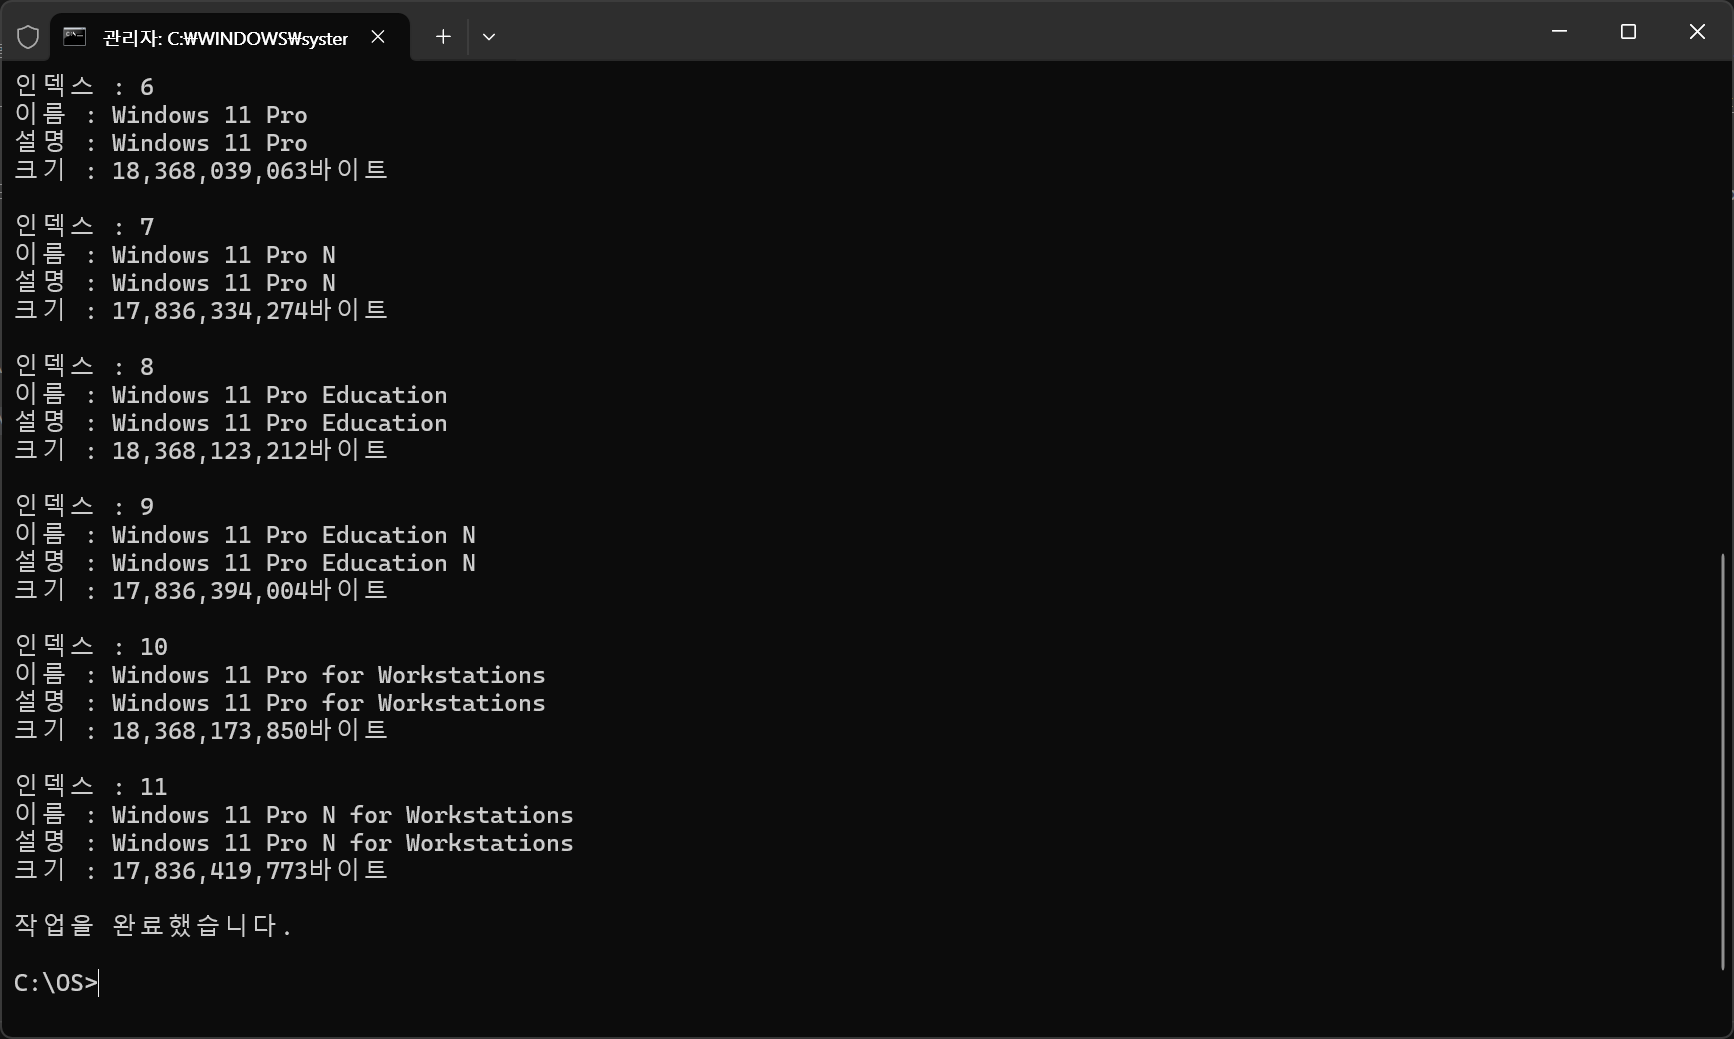 관리자: C:₩WINDOWS₩syster
인덱스 : 6
이름 : Windows 11 Pro
설명 : Windows 11 Pro
크기 : 18,368,039,063바이트
인덱스 : 7
이름 : Windows 11 Pro N
설명 : Windows 11 Pro N
크기 : 17,836,334,274바이트
인덱스 : 8
이름 : Windows 11 Pro Education
설명 : Windows 11 Pro Education
크기 : 18,368,123,212바이트
인덱스 : 9
이름 : Windows 11 Pro Education N
설명 : Windows 11 Pro Education N
크기 : 17,836,394,004바이트
인덱스 : 10
이름 : Windows 11 Pro for Workstations
설명 : Windows 11 Pro for Workstations
크기 : 18,368,173,850바이트
인덱스 : 11
이름 : Windows 11 Pro N for Workstations
설명 : Windows 11 Pro N for Workstations
크기 : 17,836,419,773바이트
작업을 완료했습니다.
C:\OS>